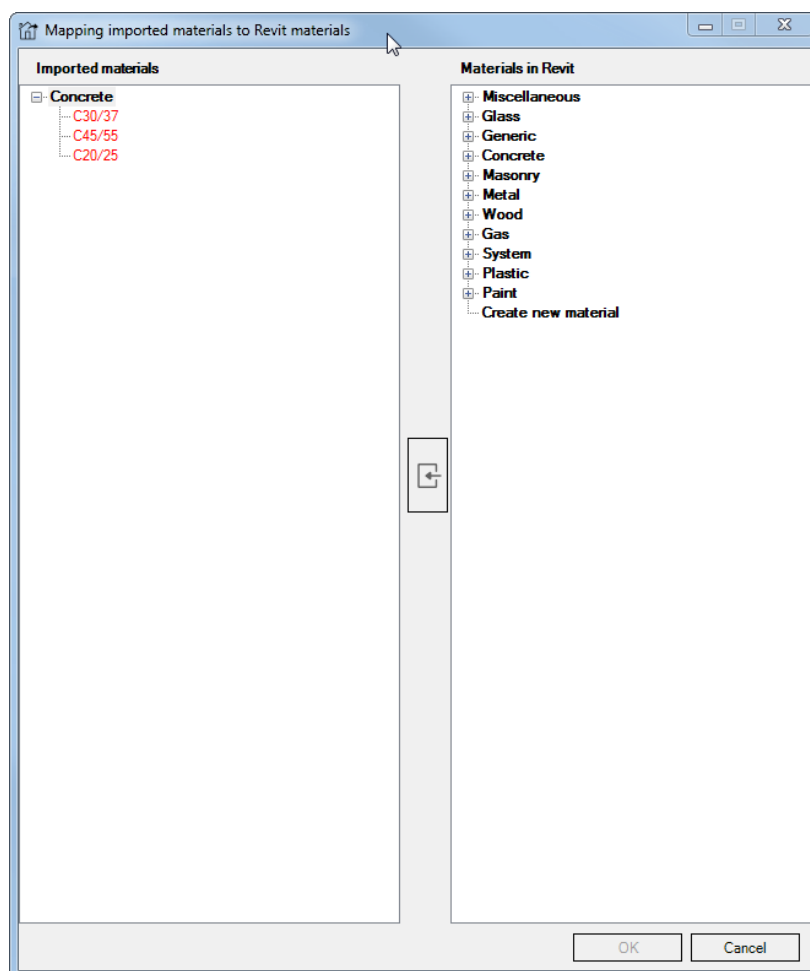 Mapping imported materials to Revit materials
Imported materials
Concrete
C30/37
C45/55
C20/25
Materials in Revit
Miscellaneous
Glass
Generic
Concrete
Masonry
Metal
Wood
Gas
System
Plastic
Paint
Create new material
OK
Cancel